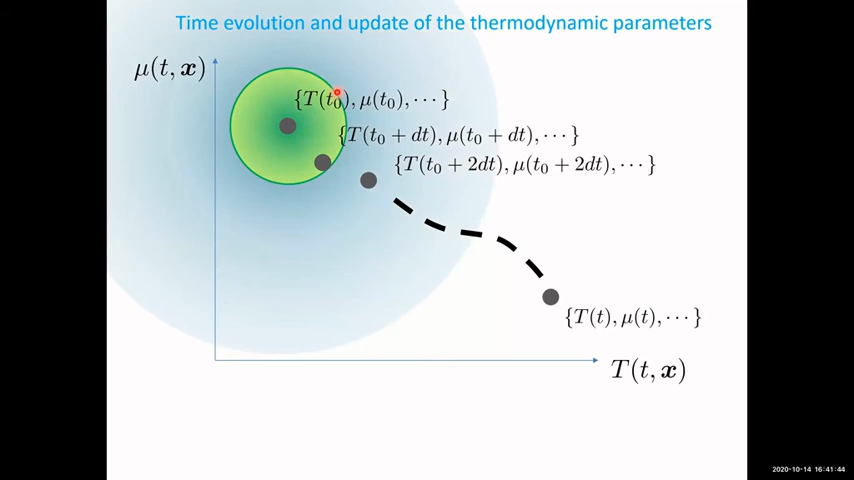 Time evolution and update of the thermodynamic parameters
μ(t, x)
{T(t₀), μ(t₀), ⋯}
{T(t₀ + dt), μ(t₀ + dt), ⋯}
{T(t₀ + 2dt), μ(t₀ + 2dt), ⋯}
{T(t), μ(t), ⋯}
T(t, x)
2020-10-14 16:41:44